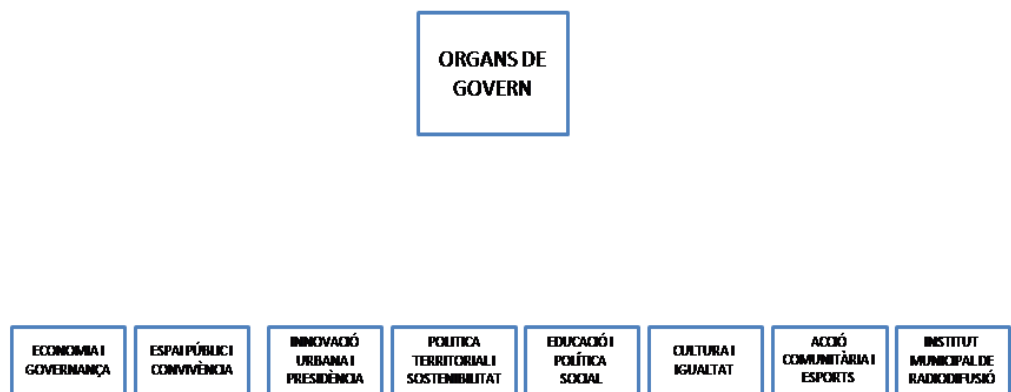 ORGANS DE
GOVERN
ECONOMIA I
GOVERNANÇA
ESPAI PÚBLIC I
CONVIVÈNCIA
INNOVACIÓ
URBANA I
PRESIDÈNCIA
POLITICA
TERRITORIAL I
SOSTENIBILITAT
EDUCACIÓ I
POLÍTICA
SOCIAL
CULTURA I
IGUALTAT
ACCIÓ
COMUNITÀRIA I
ESPORTS
INSTITUT
MUNICIPAL DE
RADIODIFUSIÓ